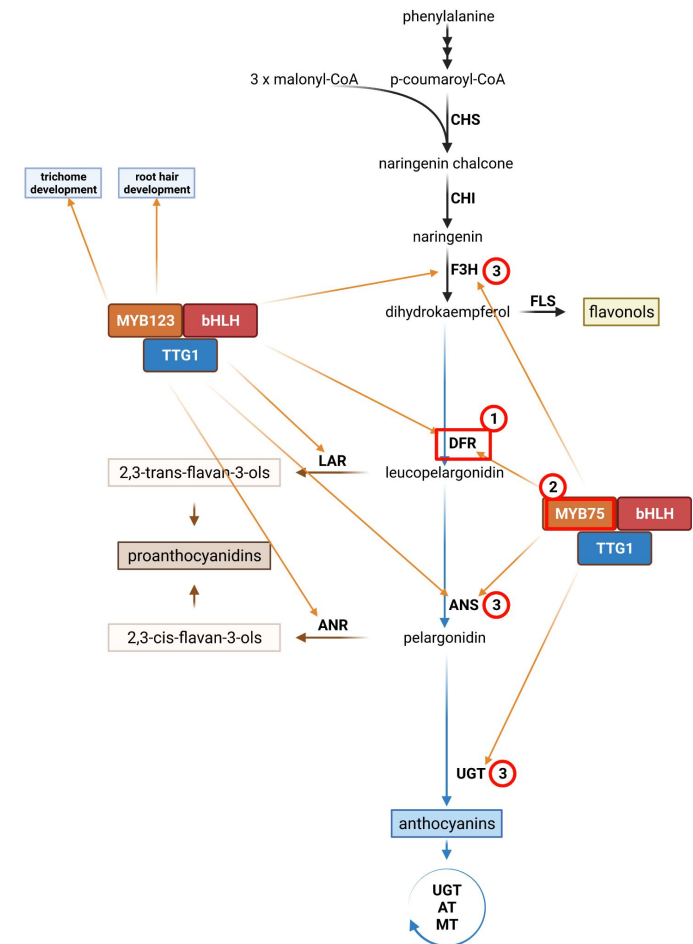 phenylalanine
3 x malonyl-CoA
p-coumaroyl-CoA
CHS
naringenin chalcone
trichome
development
root hair
development
CHI
naringenin
F3H 3
dihydrokaempferol
FLS
flavonols
MYB123
bHLH
TTG1
1
DFR
LAR
2,3-trans-flavan-3-ols
leucopelargonidin
2
MYB75
bHLH
TTG1
proanthocyanidins
ANS 3
ANR
2,3-cis-flavan-3-ols
pelargonidin
UGT 3
anthocyanins
UGT
AT
MT